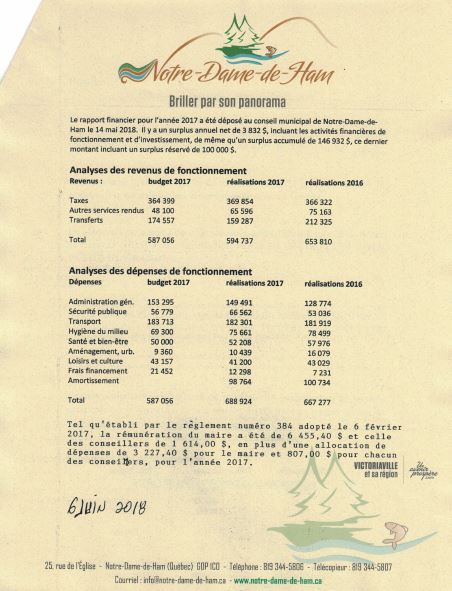 Notre-Dame-de-Ham
Briller par son panorama
Le rapport financier pour l'année 2017 a été déposé au conseil municipal de Notre-Dame-de-
Ham le 14 mai 2018. Il y a un surplus annuel net de 3 832 $, incluant les activités financières de
fonctionnement et d'investissement, de même qu'un surplus accumulé de 146 932 $, ce dernier
montant incluant un surplus réservé de 100 000 $.
Analyses des revenus de fonctionnement
Revenus : budget 2017 réalisations 2017 réalisations 2016
Taxes 364 399 369 854 366 322
Autres services rendus 48 100 65 596 75 163
Transferts 174 557 159 287 212 325
Total 587 056 594 737 653 810
Analyses des dépenses de fonctionnement
Dépenses budget 2017 réalisations 2017 réalisations 2016
Administration gén. 153 295 149 491 128 774
Sécurité publique 56 779 66 562 53 036
Transport 183 713 182 301 181 919
Hygiène du milieu 69 300 75 661 78 499
Santé et bien-être 50 000 52 208 57 976
Aménagement, urb. 9 360 10 439 16 079
Loisirs et culture 43 157 41 200 43 029
Frais financement 21 452 12 298 7 231
Amortissement 98 764 100 734
Total 587 056 688 924 667 277
Tel qu'établi par le règlement numéro 384 adopté le 6 février
2017, la rémunération du maire a été de 6 455,40 $ et celle
des conseillers de 1 614,00 $, en plus d'une allocation de
dépenses de 3 227,40 $ pour le maire et 807,00 $ pour chacun
des conseillers, pour l'année 2017.
VICTORIAVILLE
et sa région
6 juin 2018
25, rue de l'Église - Notre-Dame-de-Ham (Québec) G0P 1C0 - Téléphone : 819 344-5806 - Télécopieur : 819 344-5807
Courriel : info@notre-dame-de-ham.ca - www.notre-dame-de-ham.ca